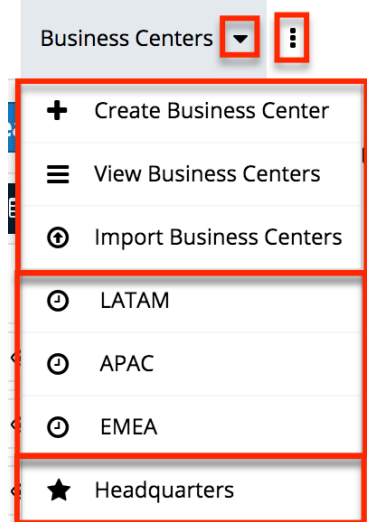 Business Centers
Create Business Center
View Business Centers
Import Business Centers
LATAM
APAC
EMEA
Headquarters